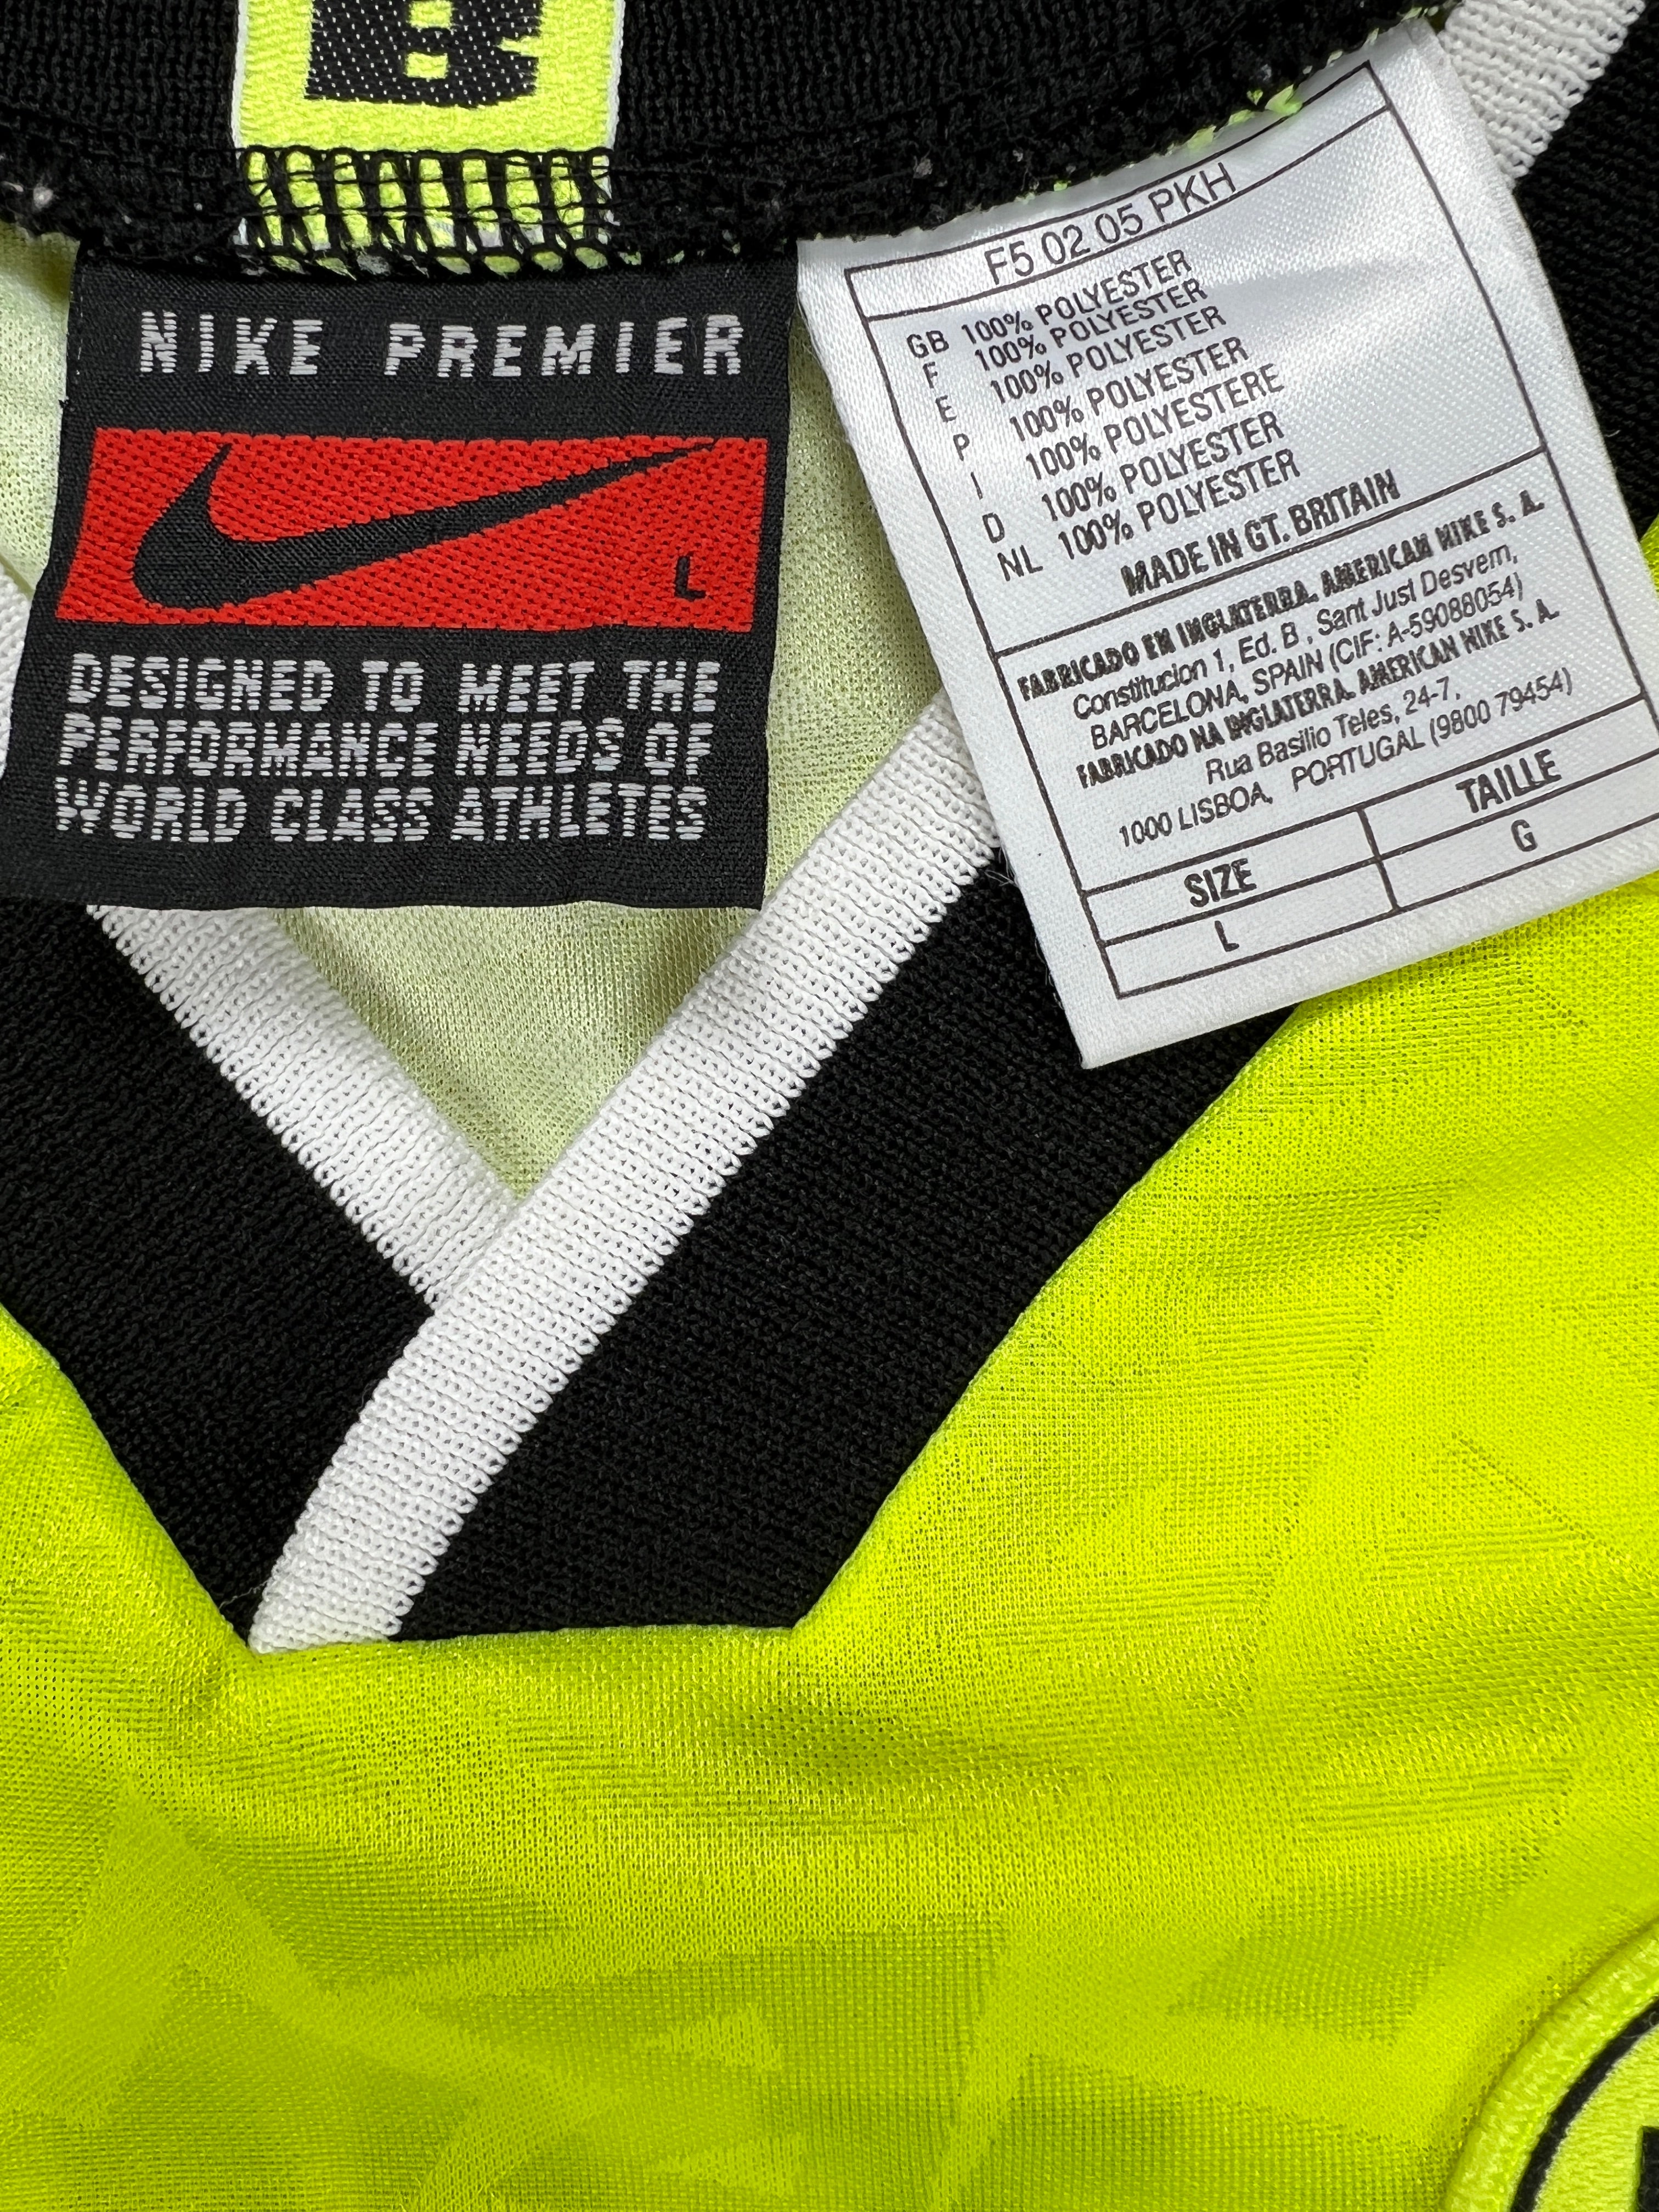 B
NIKE PREMIER
L
DESIGNED TO MEET THE
PERFORMANCE NEEDS OF
WORLD CLASS ATHLETES
F5 02 05 PKH
GB 100% POLYESTER
F 100% POLYESTER
E 100% POLYESTER
P 100% POLYESTER
I 100% POLYESTERE
D 100% POLYESTER
NL 100% POLYESTER
MADE IN GT. BRITAIN
FABRICADO EN INGLATERRA. AMERICAN NIKE S. A.
Constitucion 1, Ed. B , Sant Just Desvern,
BARCELONA, SPAIN (CIF: A-59088054)
FABRICADO NA INGLATERRA. AMERICAN NIKE S. A.
Rua Basilio Teles, 24-7,
1000 LISBOA, PORTUGAL (9800 79454)
SIZE TAILLE
L G